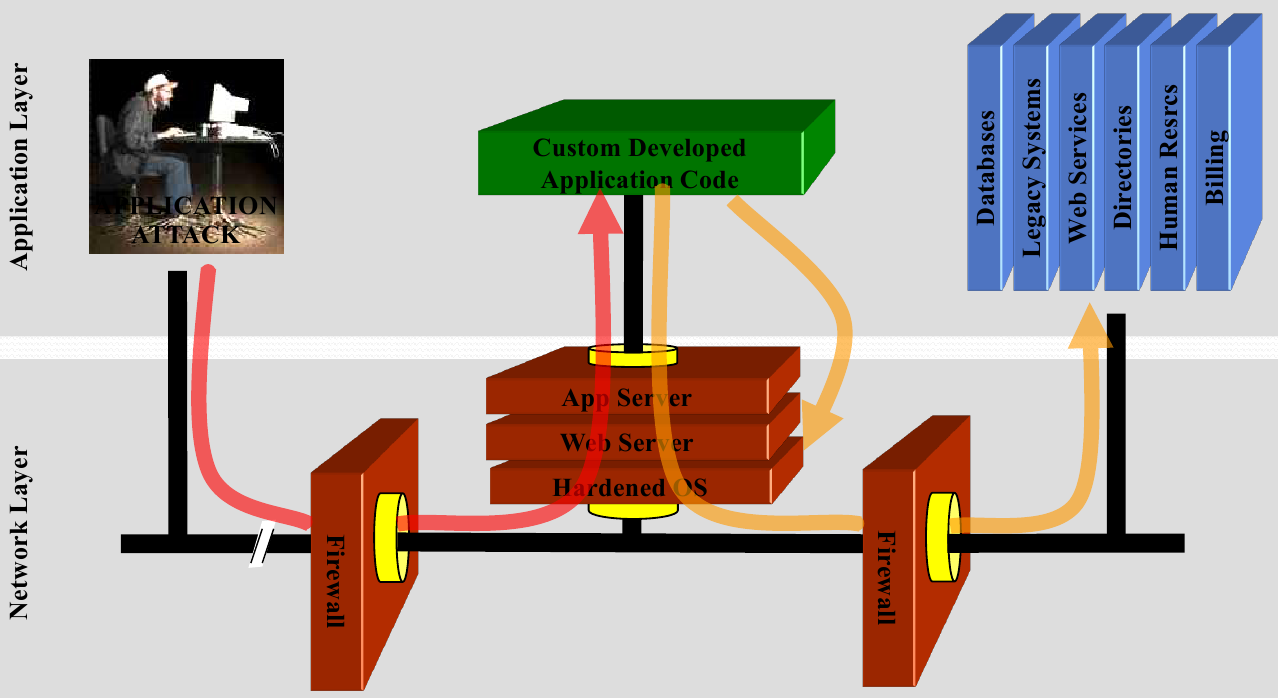 Application Layer
APPLICATION
ATTACK
Custom Developed
Application Code
Databases
Legacy Systems
Web Services
Directories
Human Resrcs
Billing
Network Layer
App Server
Web Server
Hardened OS
Firewall
Firewall